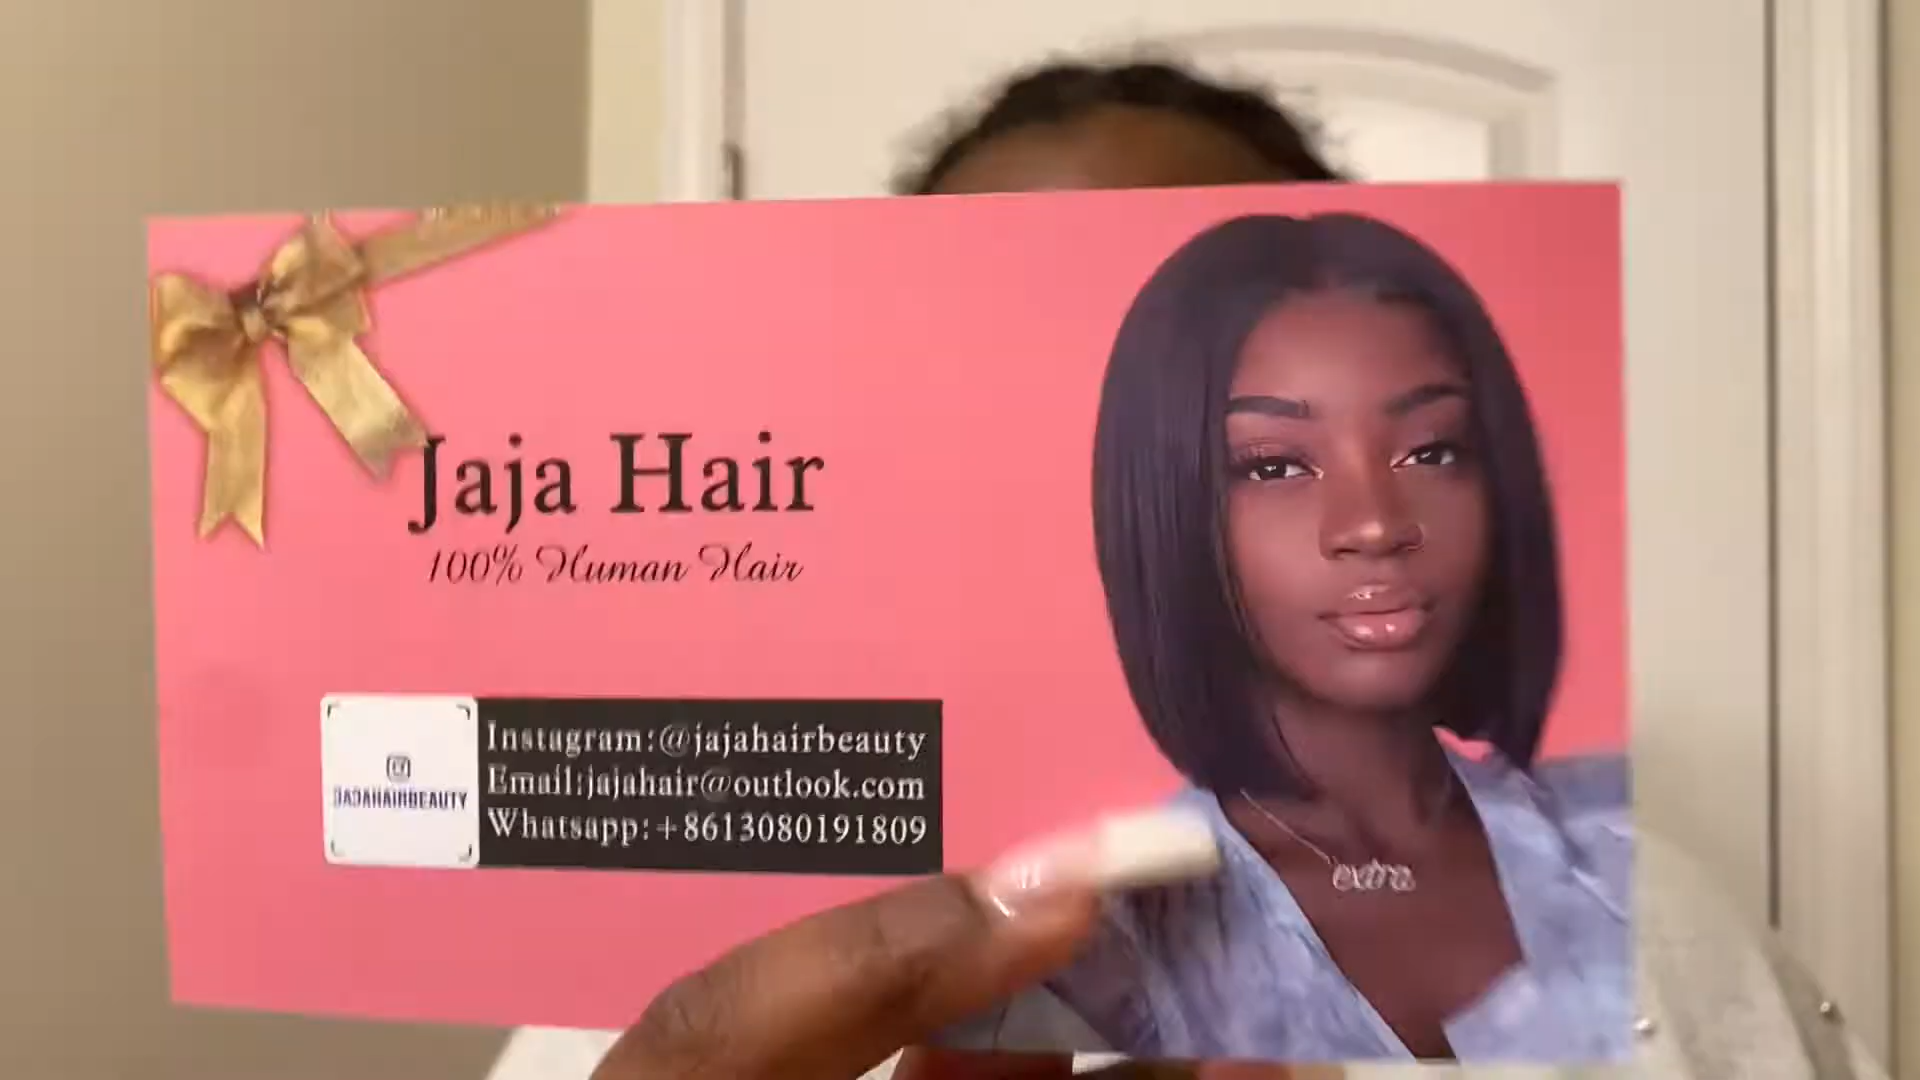 Jaja Hair
100% Human Hair
Instagram:@jajahairbeauty
Email:jajahair@outlook.com
Whatsapp:+8613080191809
JAJAHAIRBEAUTY
extra